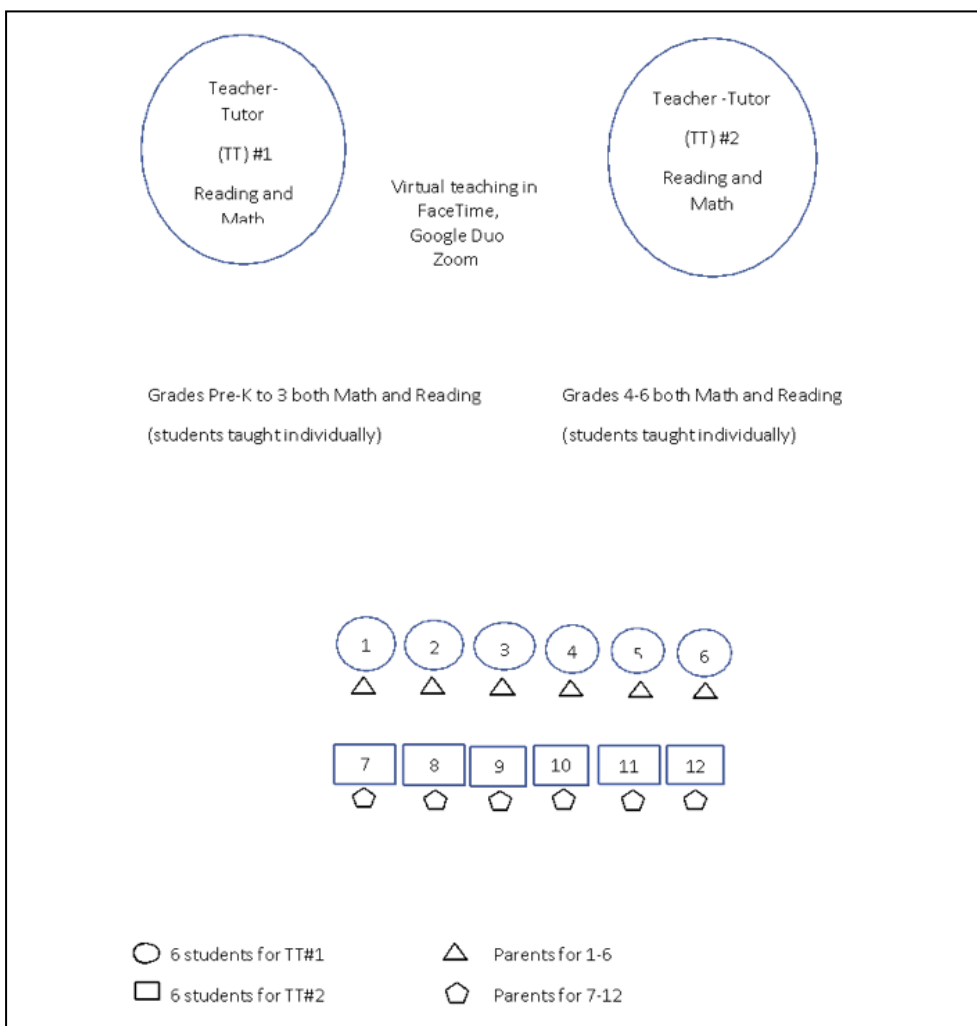 Teacher-
Tutor
(TT) #1
Reading and
Math
Virtual teaching in
FaceTime,
Google Duo
Zoom
Teacher -Tutor
(TT) #2
Reading and
Math
Grades Pre-K to 3 both Math and Reading
(students taught individually)
Grades 4-6 both Math and Reading
(students taught individually)
1 2 3 4 5 6
7 8 9 10 11 12
6 students for TT#1
Parents for 1-6
6 students for TT#2
Parents for 7-12